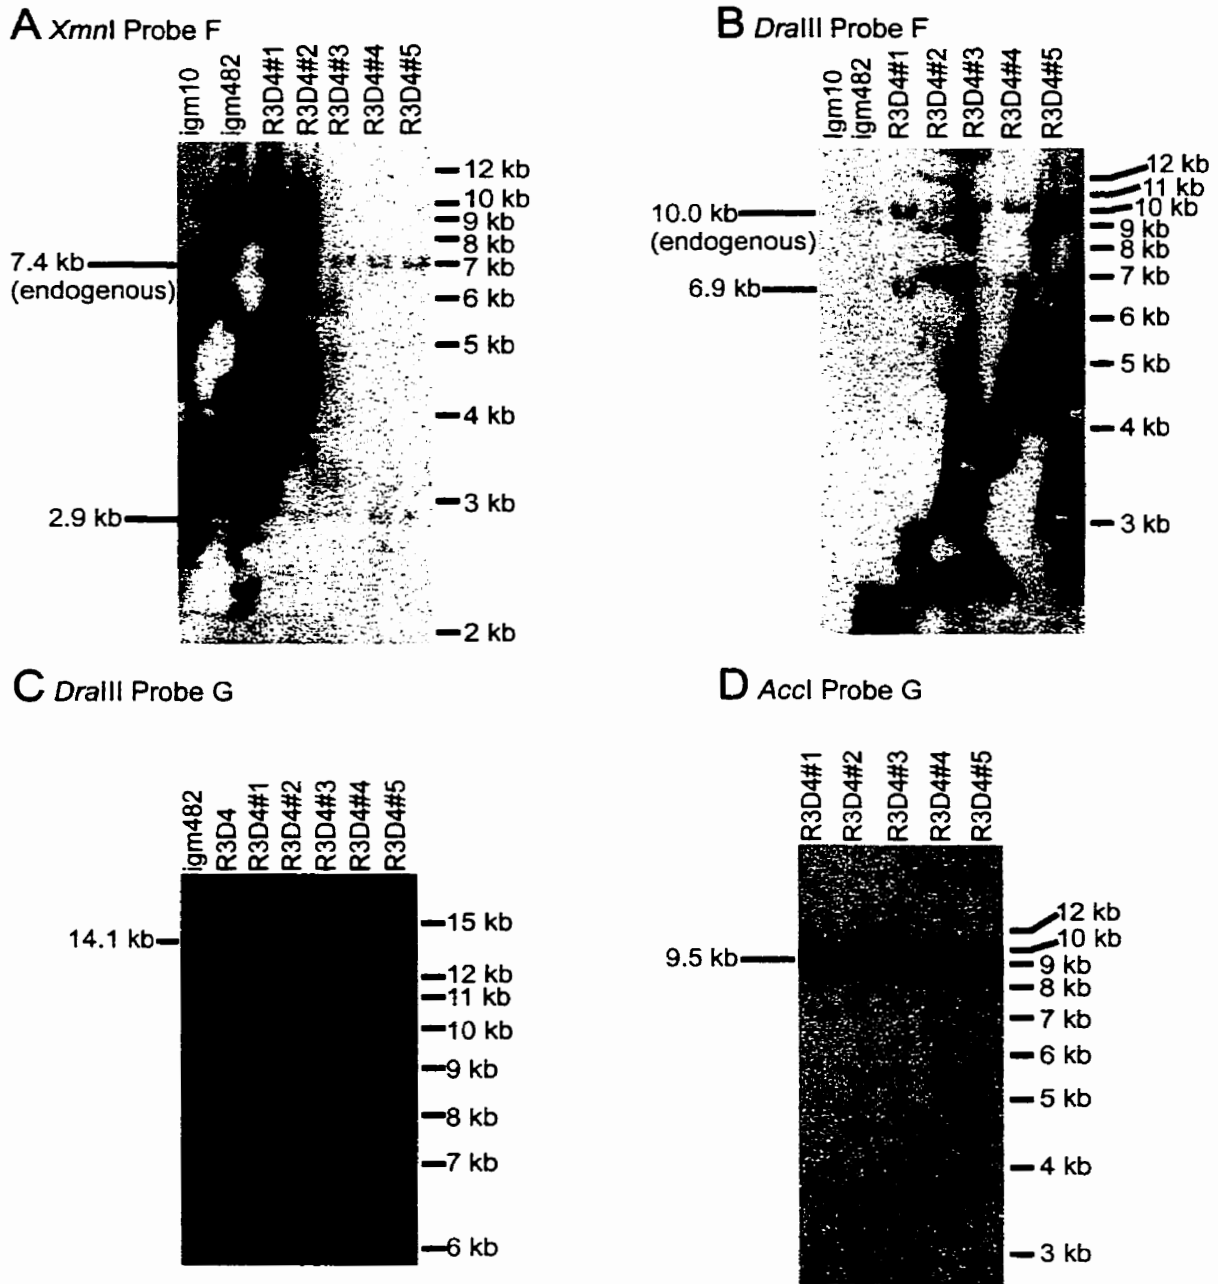 A XmnI Probe F
igm10
igm482
R3D4#1
R3D4#2
R3D4#3
R3D4#4
R3D4#5
12 kb
10 kb
9 kb
8 kb
7 kb
6 kb
5 kb
4 kb
3 kb
2 kb
7.4 kb
(endogenous)
2.9 kb
B DraIII Probe F
Igm10
igm482
R3D4#1
R3D4#2
R3D4#3
R3D4#4
R3D4#5
12 kb
11 kb
10 kb
9 kb
8 kb
7 kb
6 kb
5 kb
4 kb
3 kb
10.0 kb
(endogenous)
6.9 kb
C DraIII Probe G
igm482
R3D4
R3D4#1
R3D4#2
R3D4#3
R3D4#4
R3D4#5
15 kb
12 kb
11 kb
10 kb
9 kb
8 kb
7 kb
6 kb
14.1 kb
D AccI Probe G
R3D4#1
R3D4#2
R3D4#3
R3D4#4
R3D4#5
12 kb
10 kb
9 kb
8 kb
7 kb
6 kb
5 kb
4 kb
3 kb
9.5 kb